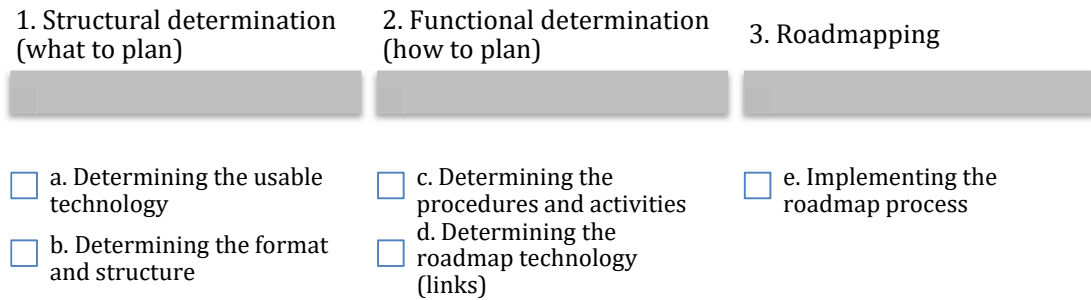 1. Structural determination
(what to plan)
2. Functional determination
(how to plan)
3. Roadmapping
a. Determining the usable
technology
b. Determining the format
and structure
c. Determining the
procedures and activities
d. Determining the
roadmap technology
(links)
e. Implementing the
roadmap process